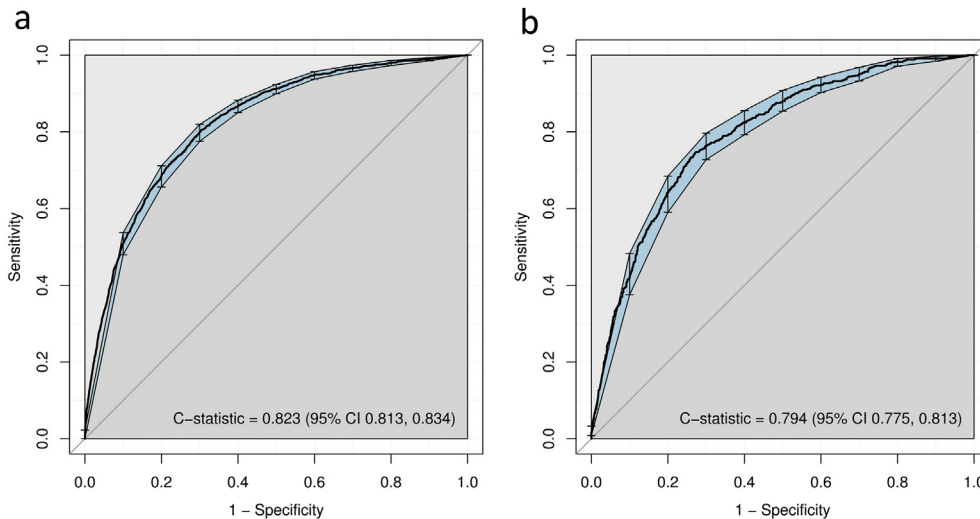 a
1.0
0.8
0.6
0.4
0.2
0.0
Sensitivity
C−statistic = 0.823 (95% CI 0.813, 0.834)
0.0 0.2 0.4 0.6 0.8 1.0
1 − Specificity
b
1.0
0.8
0.6
0.4
0.2
0.0
Sensitivity
C−statistic = 0.794 (95% CI 0.775, 0.813)
0.0 0.2 0.4 0.6 0.8 1.0
1 − Specificity